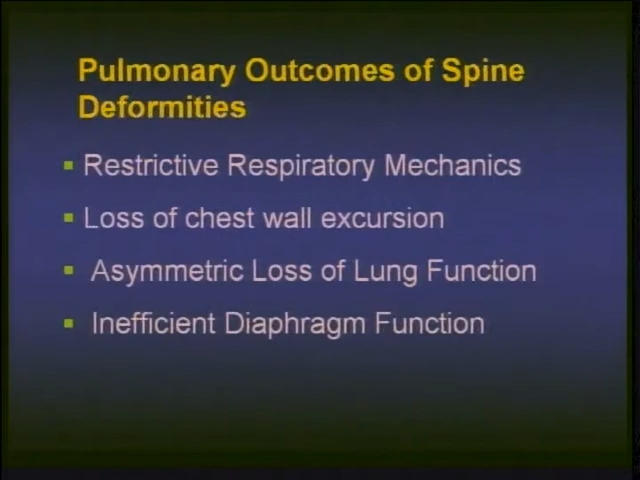 Pulmonary Outcomes of Spine
Deformities
▪ Restrictive Respiratory Mechanics
▪ Loss of chest wall excursion
▪ Asymmetric Loss of Lung Function
▪ Inefficient Diaphragm Function